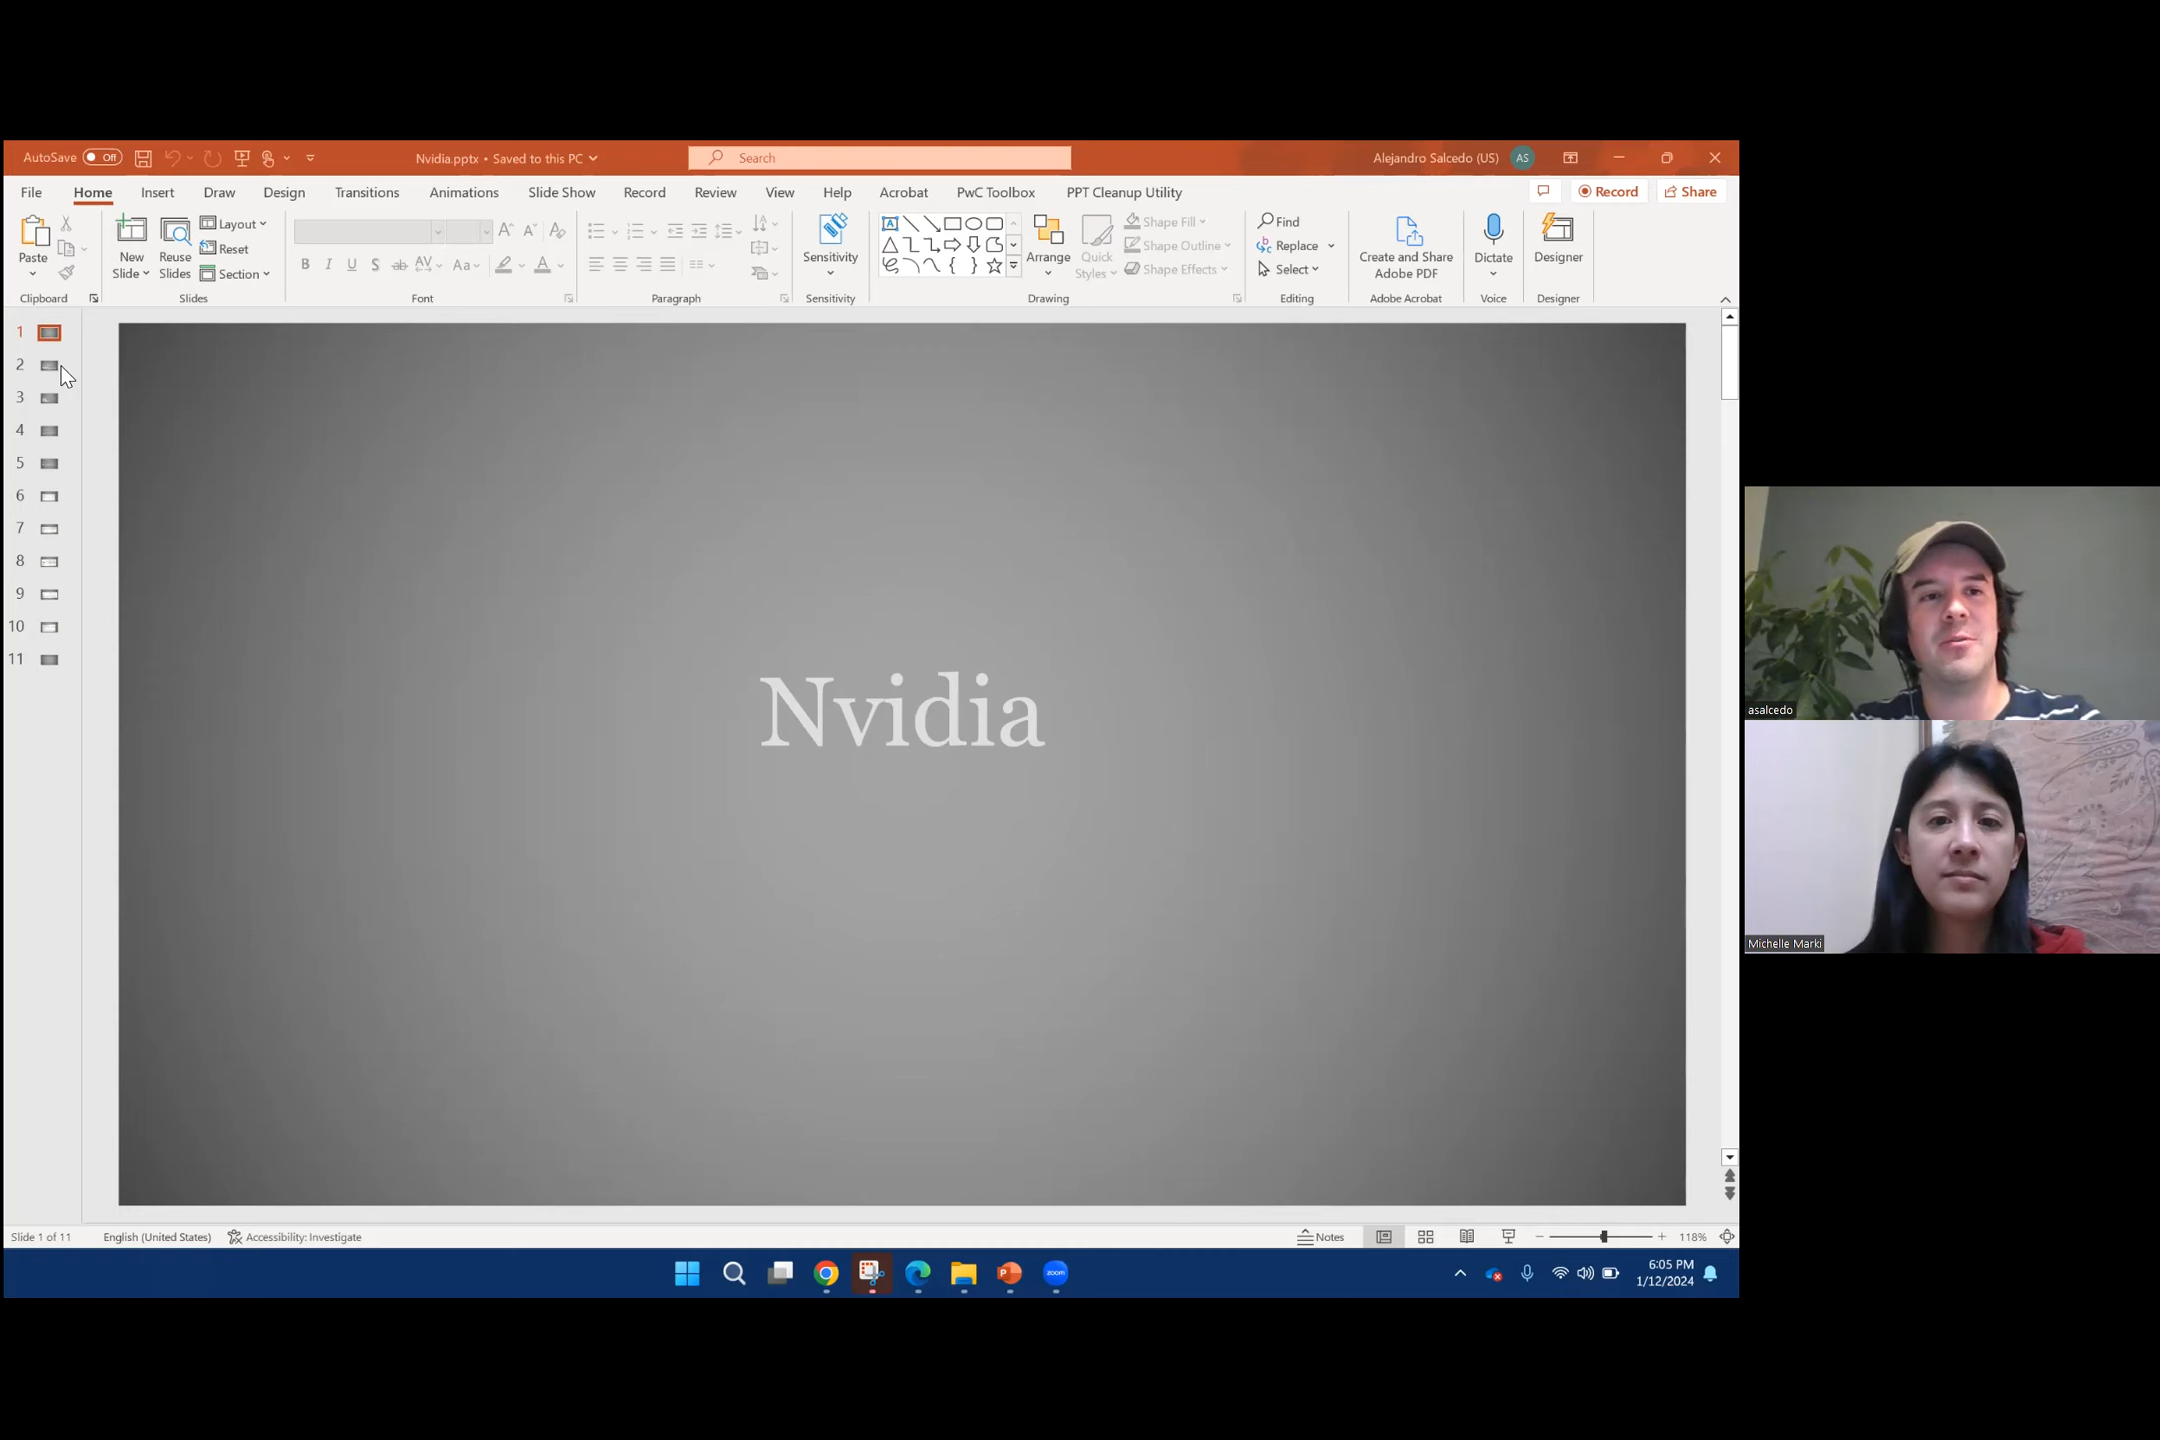 AutoSave Off Nvidia.pptx • Saved to this PC Search Alejandro Salcedo (US) AS
File Home Insert Draw Design Transitions Animations Slide Show Record Review View Help Acrobat PwC Toolbox PPT Cleanup Utility Record Share
Paste
New Slide
Reuse Slides
Layout
Reset
Section
B I U S ab AV Aa A
Sensitivity
Arrange
Quick Styles
Shape Fill
Shape Outline
Shape Effects
Find
Replace
Select
Create and Share Adobe PDF
Dictate
Designer
Clipboard Slides Font Paragraph Sensitivity Drawing Editing Adobe Acrobat Voice Designer
1
2
3
4
5
6
7
8
9
10
11
Nvidia
asalcedo
Michelle Marki
Slide 1 of 11 English (United States) Accessibility: Investigate Notes 118%
zoom
6:05 PM
1/12/2024